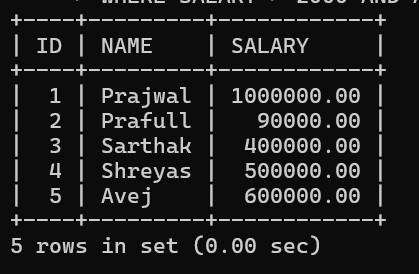 WHERE SALARY > 2000 AND
+----+---------+------------+
| ID | NAME    | SALARY     |
+----+---------+------------+
|  1 | Prajwal | 1000000.00 |
|  2 | Prafull |   90000.00 |
|  3 | Sarthak |  400000.00 |
|  4 | Shreyas |  500000.00 |
|  5 | Avej    |  600000.00 |
+----+---------+------------+
5 rows in set (0.00 sec)